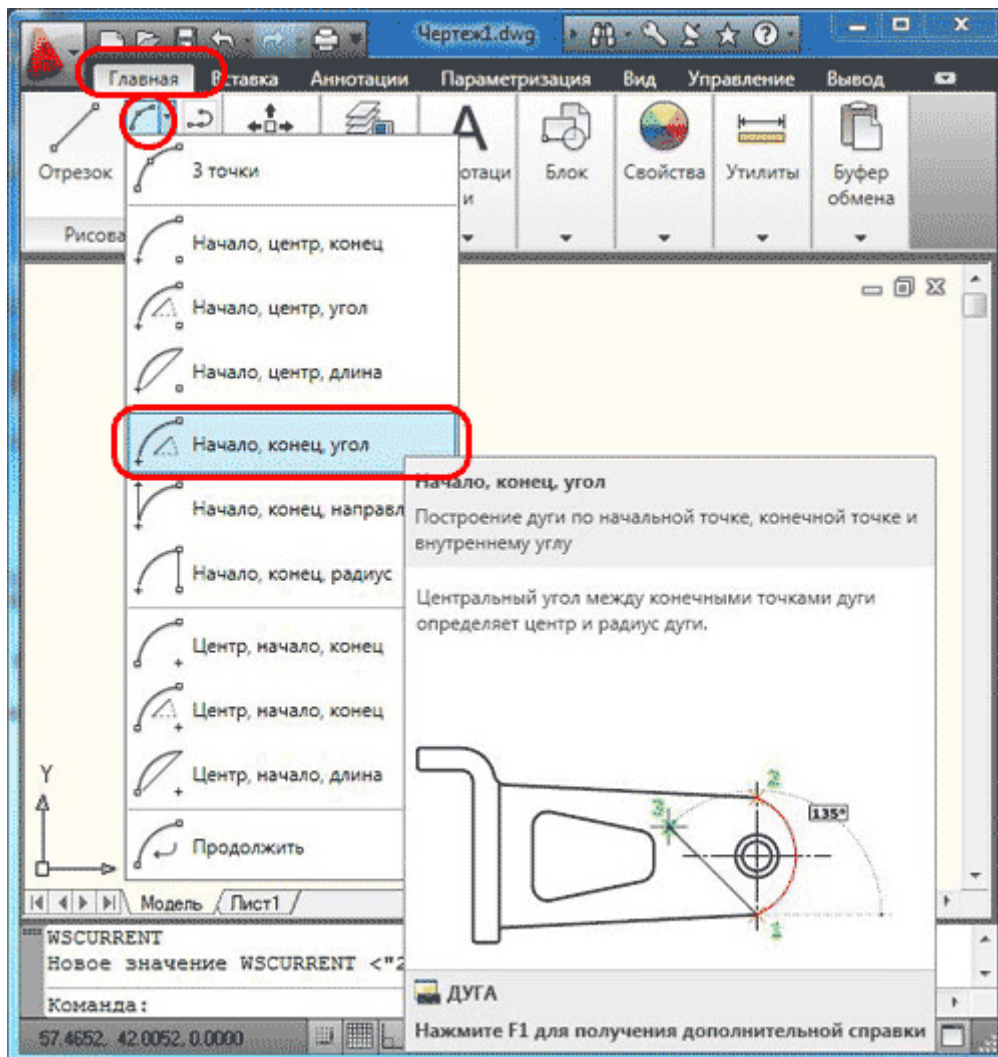 Чертеж1.dwg
Главная Вставка Аннотации Параметризация Вид Управление Вывод
Отрезок
A
Блок
Свойства
Утилиты
Буфер
обмена
3 точки
Начало, центр, конец
Начало, центр, угол
Начало, центр, длина
Начало, конец, угол
Начало, конец, направл
Начало, конец, радиус
Центр, начало, конец
Центр, начало, конец
Центр, начало, длина
Продолжить
Начало, конец, угол
Построение дуги по начальной точке, конечной точке и
внутреннему углу
Центральный угол между конечными точками дуги
определяет центр и радиус дуги.
2
3
135°
1
ДУГА
Нажмите F1 для получения дополнительной справки
Y
Модель Лист1
WSCURRENT
Новое значение WSCURRENT <"2
Команда:
57.4652, 42.0052, 0.0000